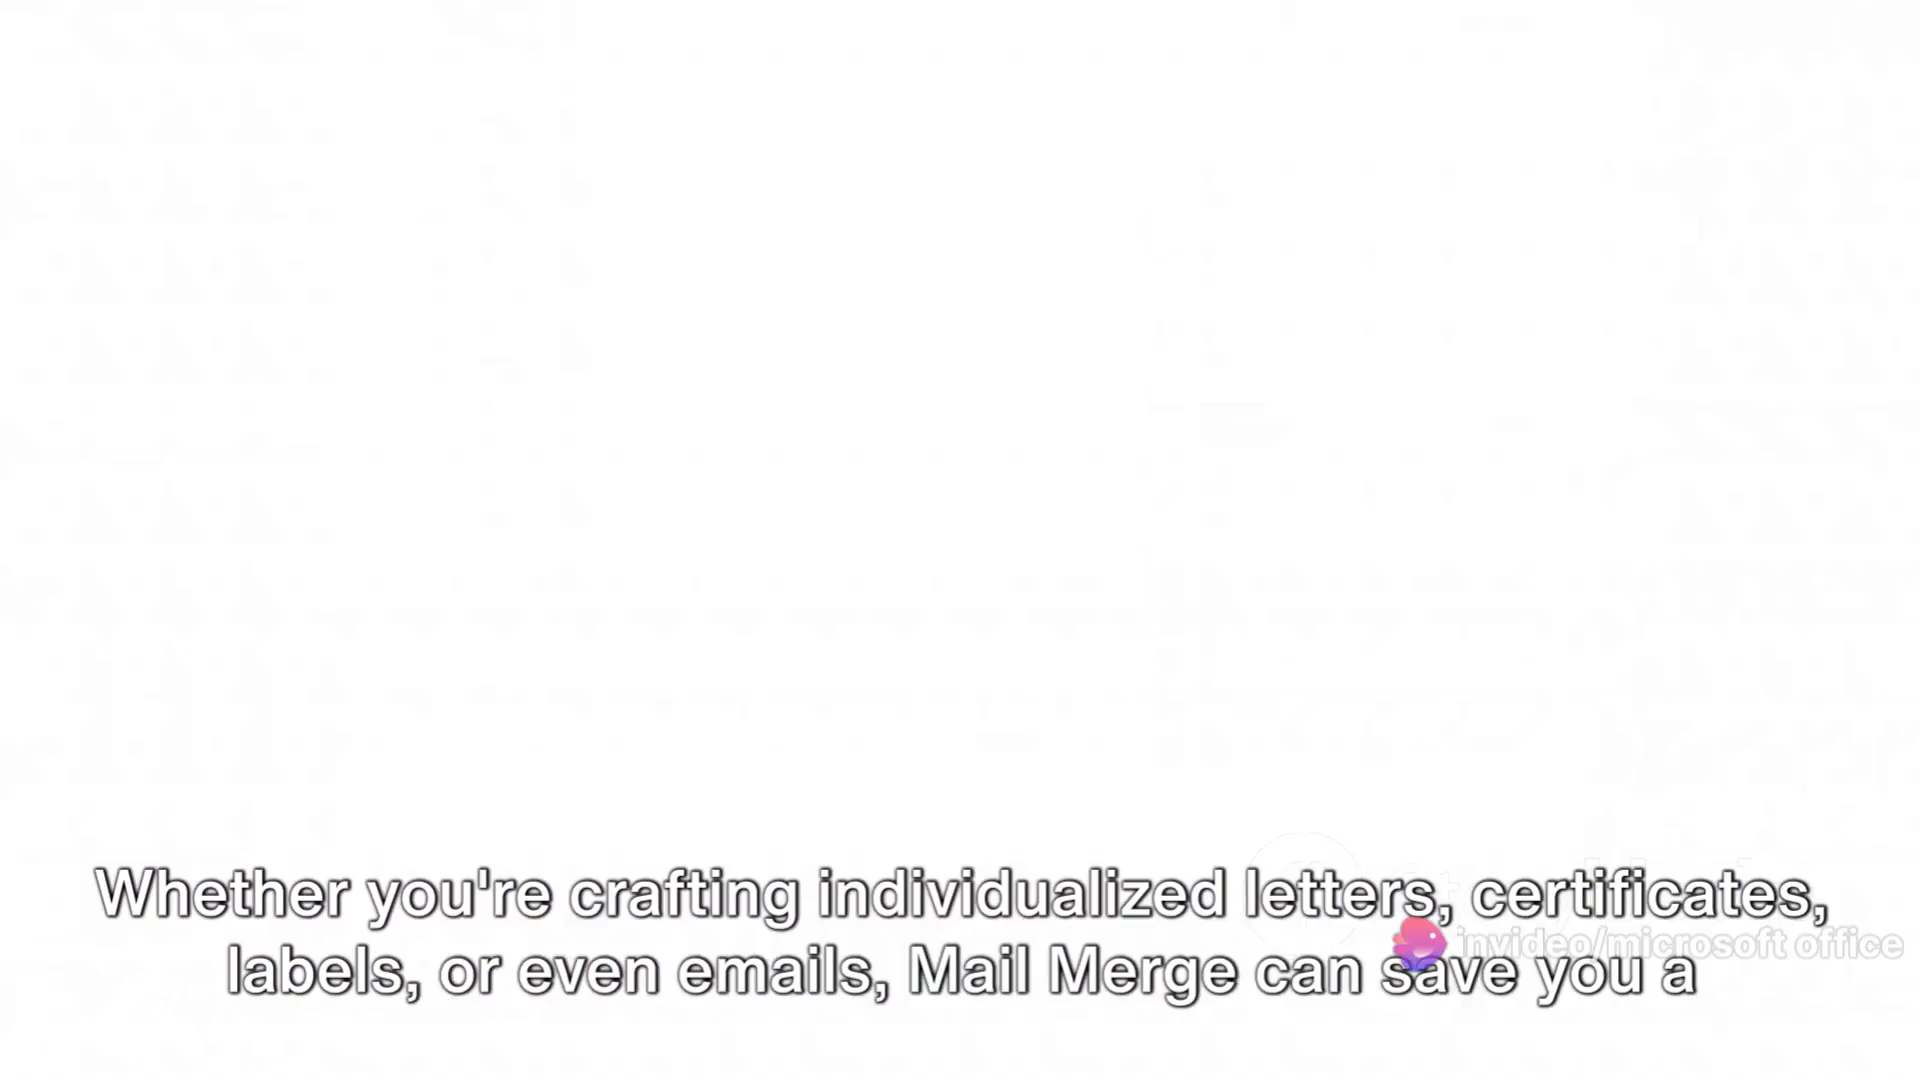 Whether you're crafting individualized letters, certificates,
invideo/microsoft office
labels, or even emails, Mail Merge can save you a